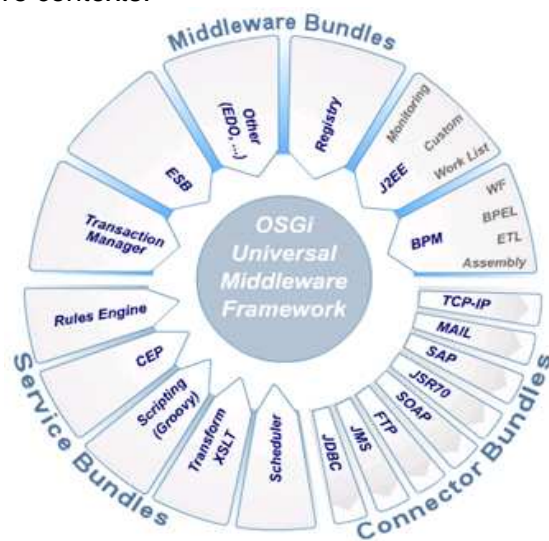 Middleware Bundles
Transaction
Manager
ESB
Other
(EDO, ...)
Registry
J2EE
Monitoring
Custom
Work List
BPM
WF
BPEL
ETL
Assembly
OSGi
Universal
Middleware
Framework
Service Bundles
Rules Engine
CEP
Scripting
(Groovy)
Transform
XSLT
Scheduler
Connector Bundles
TCP-IP
MAIL
SAP
JSR70
SOAP
FTP
JMS
JDBC